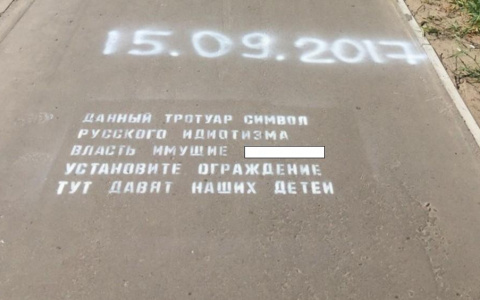 15.09.2017
ДАННЫЙ ТРОТУАР СИМВОЛ
РУССКОГО ИДИОТИЗМА
ВЛАСТЬ ИМУЩИЕ
УСТАНОВИТЕ ОГРАЖДЕНИЕ
ТУТ ДАВЯТ НАШИХ ДЕТЕЙ